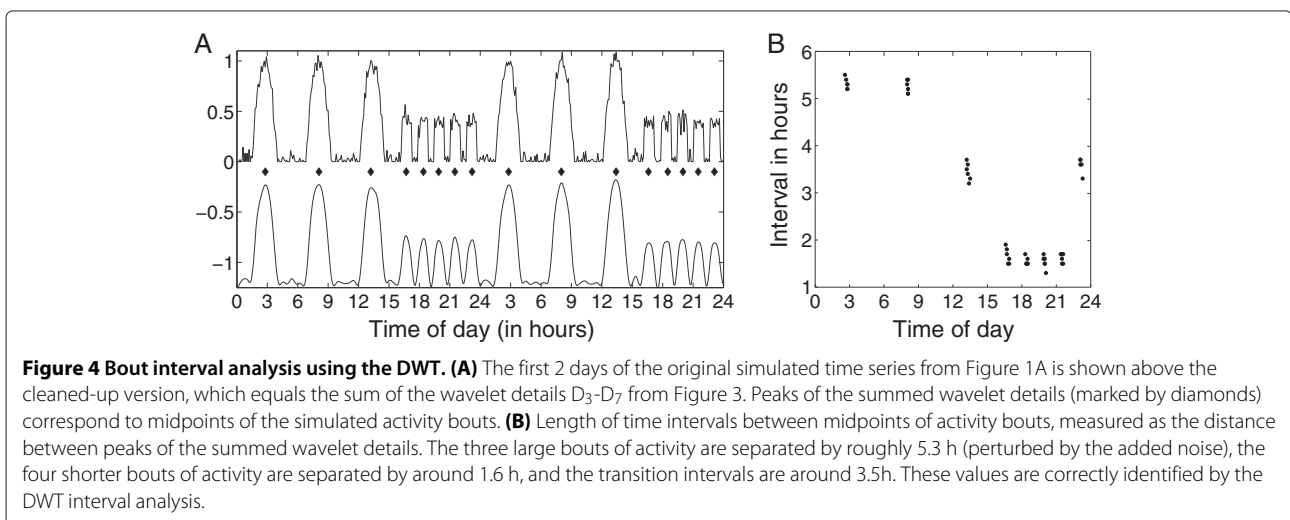 A
B
1
0.5
0
−0.5
−1
0 3 6 9 12 15 18 21 24 3 6 9 12 15 18 21 24
Time of day (in hours)
6
5
4
3
2
1
Interval in hours
0 3 6 9 12 15 18 21 24
Time of day
Figure 4 Bout interval analysis using the DWT. (A) The first 2 days of the original simulated time series from Figure 1A is shown above the
cleaned-up version, which equals the sum of the wavelet details D3-D7 from Figure 3. Peaks of the summed wavelet details (marked by diamonds)
correspond to midpoints of the simulated activity bouts. (B) Length of time intervals between midpoints of activity bouts, measured as the distance
between peaks of the summed wavelet details. The three large bouts of activity are separated by roughly 5.3 h (perturbed by the added noise), the
four shorter bouts of activity are separated by around 1.6 h, and the transition intervals are around 3.5h. These values are correctly identified by the
DWT interval analysis.